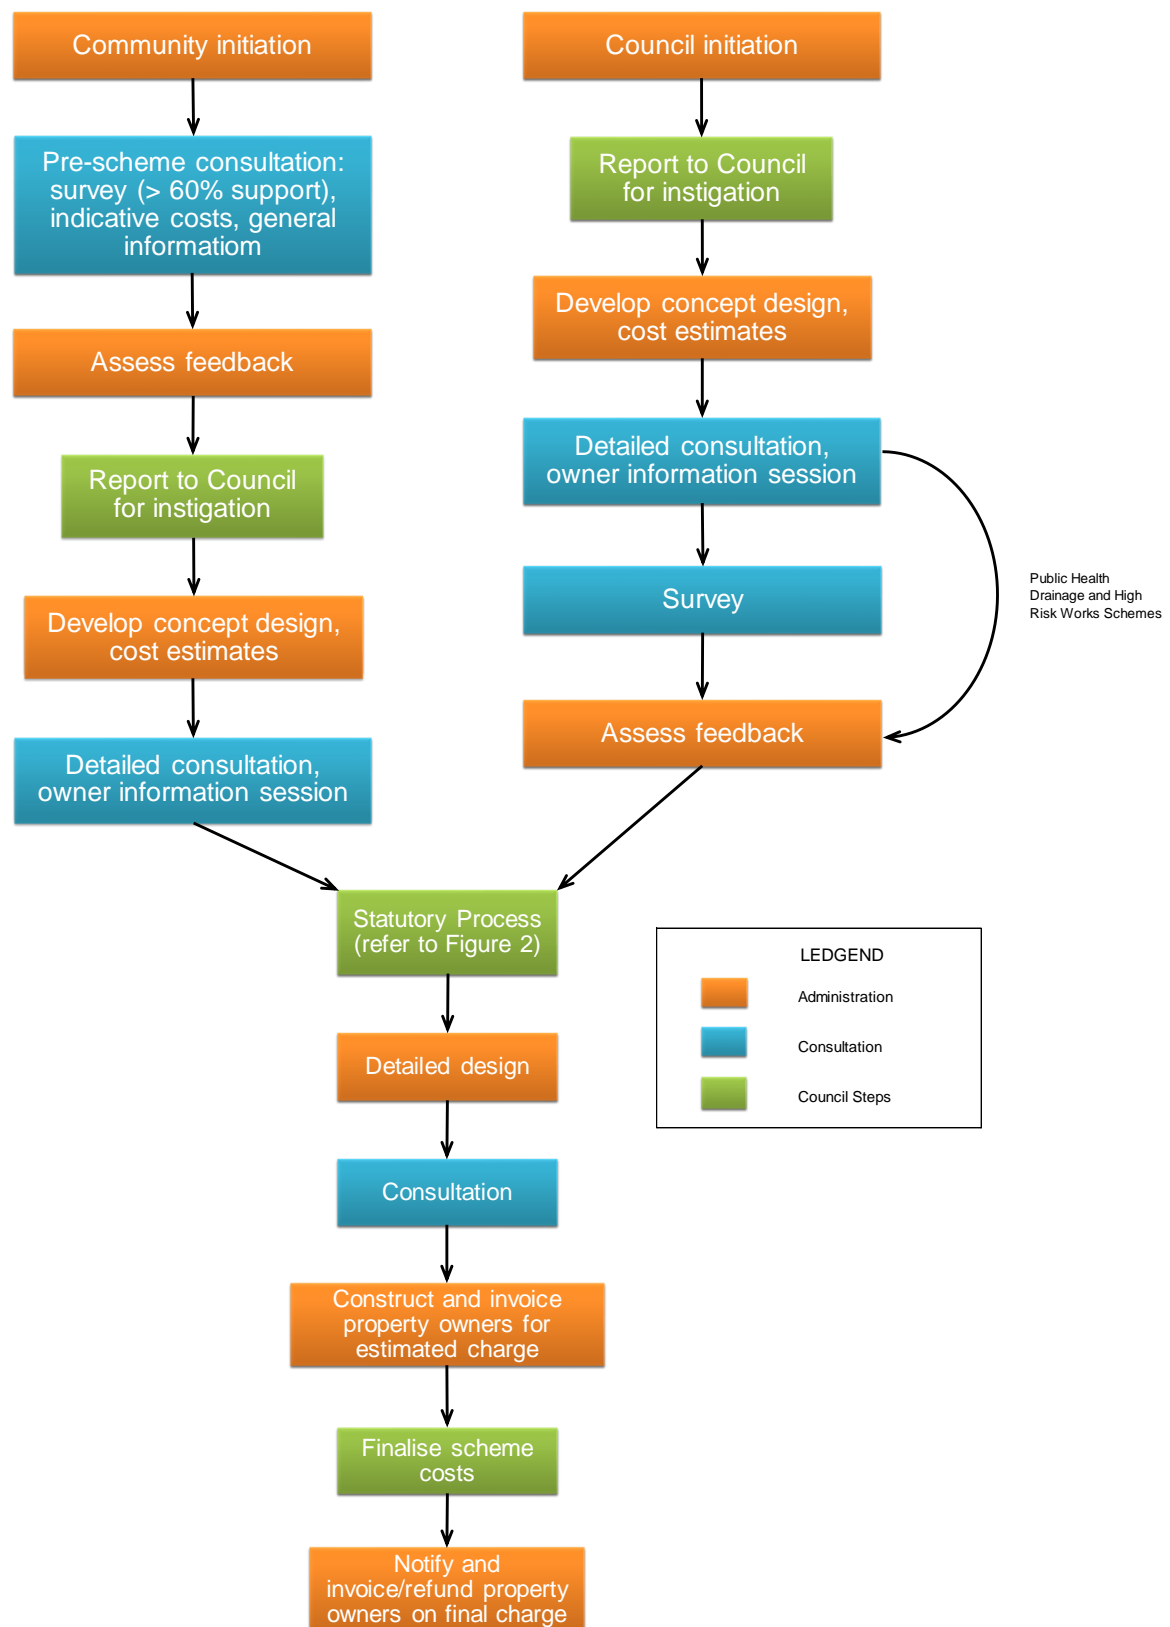 Community initiation
Pre-scheme consultation:
survey (> 60% support),
indicative costs, general
informatiom
Assess feedback
Report to Council
for instigation
Develop concept design,
cost estimates
Detailed consultation,
owner information session
Council initiation
Report to Council
for instigation
Develop concept design,
cost estimates
Detailed consultation,
owner information session
Survey
Assess feedback
Public Health
Drainage and High
Risk Works Schemes
Statutory Process
(refer to Figure 2)
Detailed design
Consultation
Construct and invoice
property owners for
estimated charge
Finalise scheme
costs
Notify and
invoice/refund property
owners on final charge
LEDGEND
Administration
Consultation
Council Steps